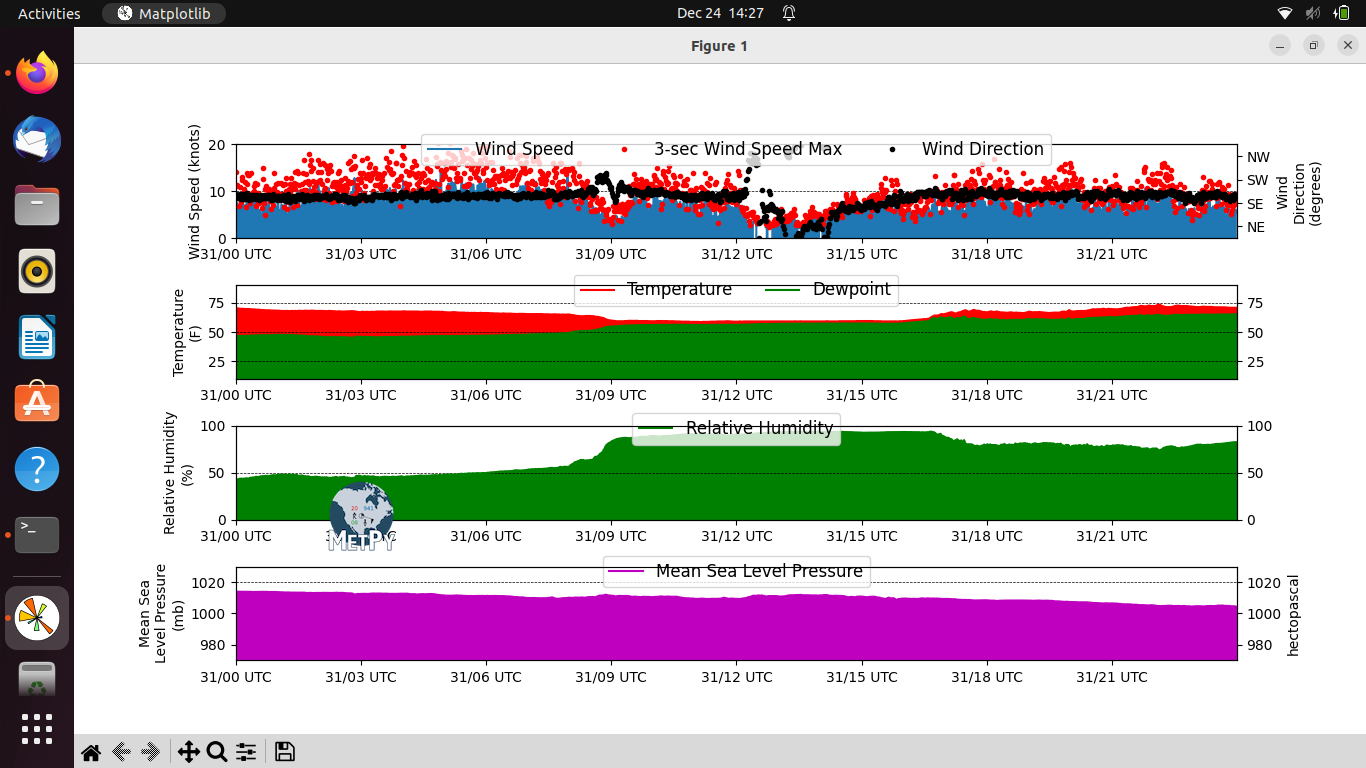 Activities Matplotlib Dec 24 14:27
Figure 1
Wind Speed 3-sec Wind Speed Max Wind Direction
Wind Speed (knots)
20
10
0
NW
SW
SE
NE
Wind
Direction
(degrees)
31/00 UTC 31/03 UTC 31/06 UTC 31/09 UTC 31/12 UTC 31/15 UTC 31/18 UTC 31/21 UTC
Temperature Dewpoint
Temperature
(F)
75
50
25
75
50
25
31/00 UTC 31/03 UTC 31/06 UTC 31/09 UTC 31/12 UTC 31/15 UTC 31/18 UTC 31/21 UTC
Relative Humidity
Relative Humidity
(%)
100
50
0
100
50
0
31/00 UTC 31/03 UTC 31/06 UTC 31/09 UTC 31/12 UTC 31/15 UTC 31/18 UTC 31/21 UTC
20 941
METPY
Mean Sea Level Pressure
Mean Sea
Level Pressure
(mb)
1020
1000
980
1020
1000
980
hectopascal
31/00 UTC 31/03 UTC 31/06 UTC 31/09 UTC 31/12 UTC 31/15 UTC 31/18 UTC 31/21 UTC